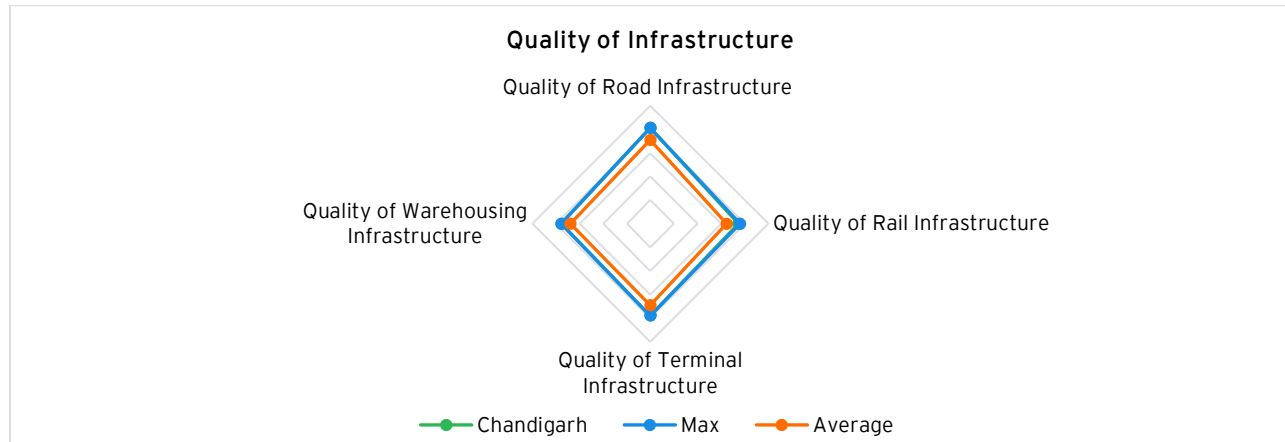 Quality of Infrastructure
Quality of Road Infrastructure
Quality of Warehousing
Infrastructure
Quality of Rail Infrastructure
Quality of Terminal
Infrastructure
Chandigarh
Max
Average